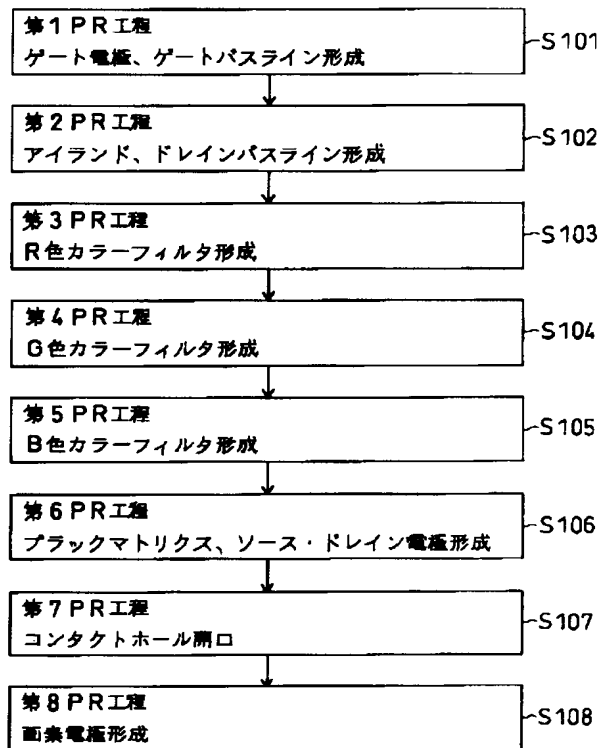 第1PR工程
ゲート電極、ゲートバスライン形成
S101
第2PR工程
アイランド、ドレインバスライン形成
S102
第3PR工程
R色カラーフィルタ形成
S103
第4PR工程
G色カラーフィルタ形成
S104
第5PR工程
B色カラーフィルタ形成
S105
第6PR工程
ブラックマトリクス、ソース・ドレイン電極形成
S106
第7PR工程
コンタクトホール開口
S107
第8PR工程
画素電極形成
S108